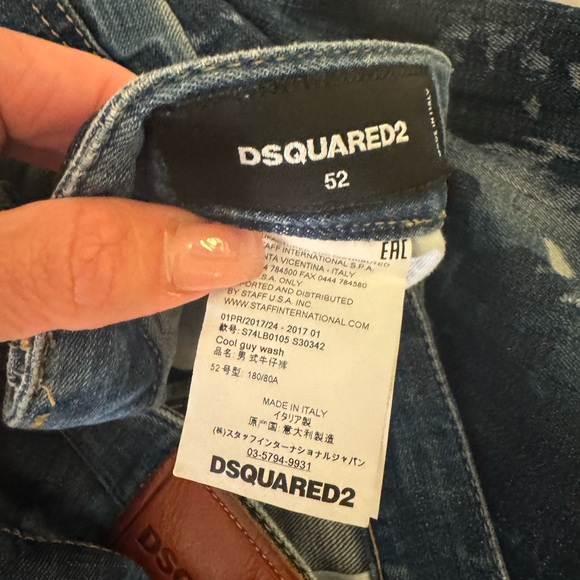 DSQUARED2
52
MADE IN ITALY
STAFF INTERNATIONAL S.P.A.
VICENTINA - ITALY
784500 FAX 0444 784580
U.S.A. ONLY
IMPORTED AND DISTRIBUTED
BY STAFF U.S.A. INC.
WWW.STAFFINTERNATIONAL.COM
EAC
01PR/2017/24 - 2017 01
款号: S74LB0105 S30342
Cool guy wash
品名: 男式牛仔裤
52 号型: 180/80A
MADE IN ITALY
イタリア製
原产国: 意大利制造
(株)スタッフインターナショナルジャパン
03-5794-9931
DSQUARED2
DSQ